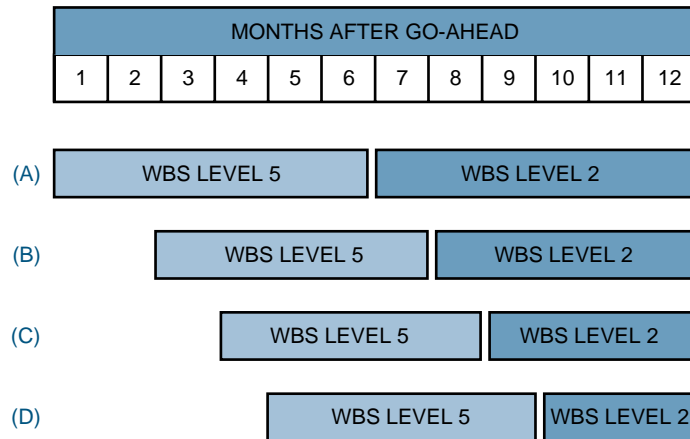 MONTHS AFTER GO-AHEAD
1 2 3 4 5 6 7 8 9 10 11 12
(A) WBS LEVEL 5 WBS LEVEL 2
(B) WBS LEVEL 5 WBS LEVEL 2
(C) WBS LEVEL 5 WBS LEVEL 2
(D) WBS LEVEL 5 WBS LEVEL 2